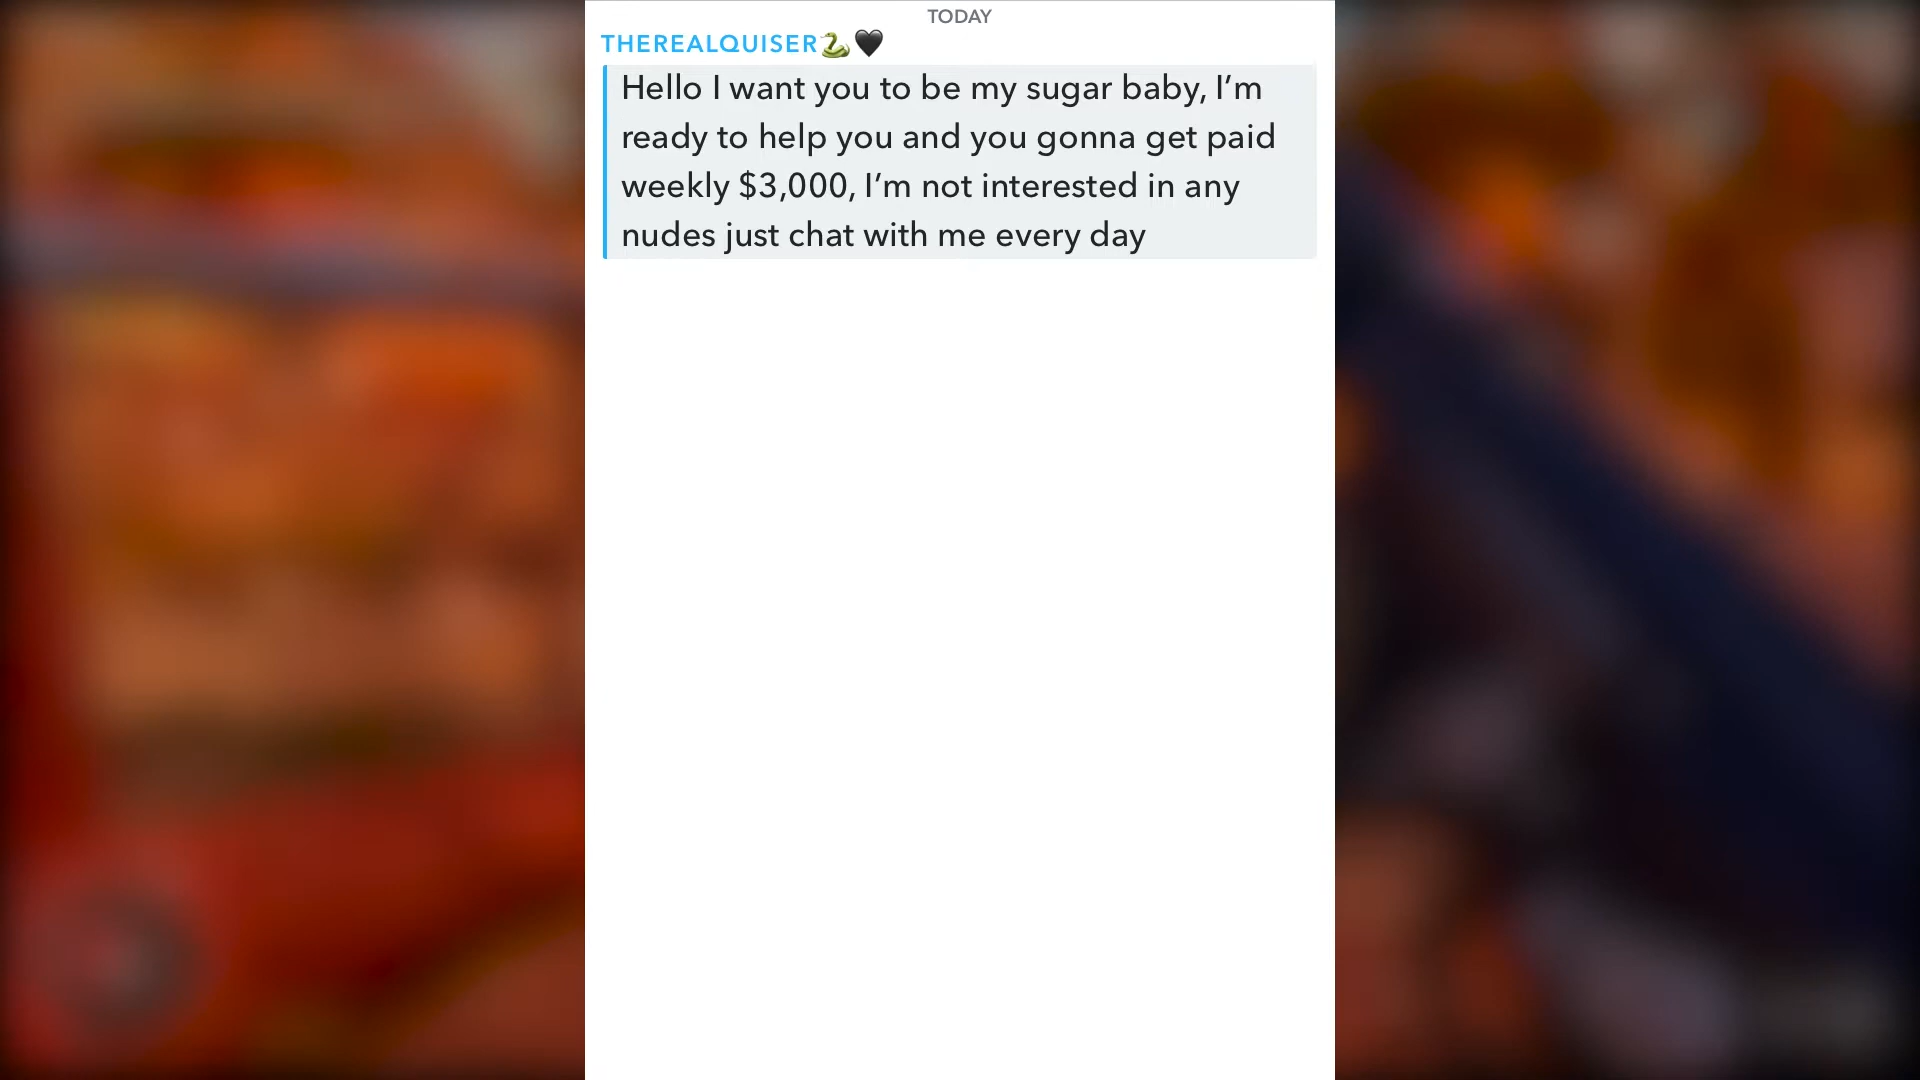 TODAY
THEREALQUISER🐍🖤
Hello I want you to be my sugar baby, I’m
ready to help you and you gonna get paid
weekly $3,000, I’m not interested in any
nudes just chat with me every day